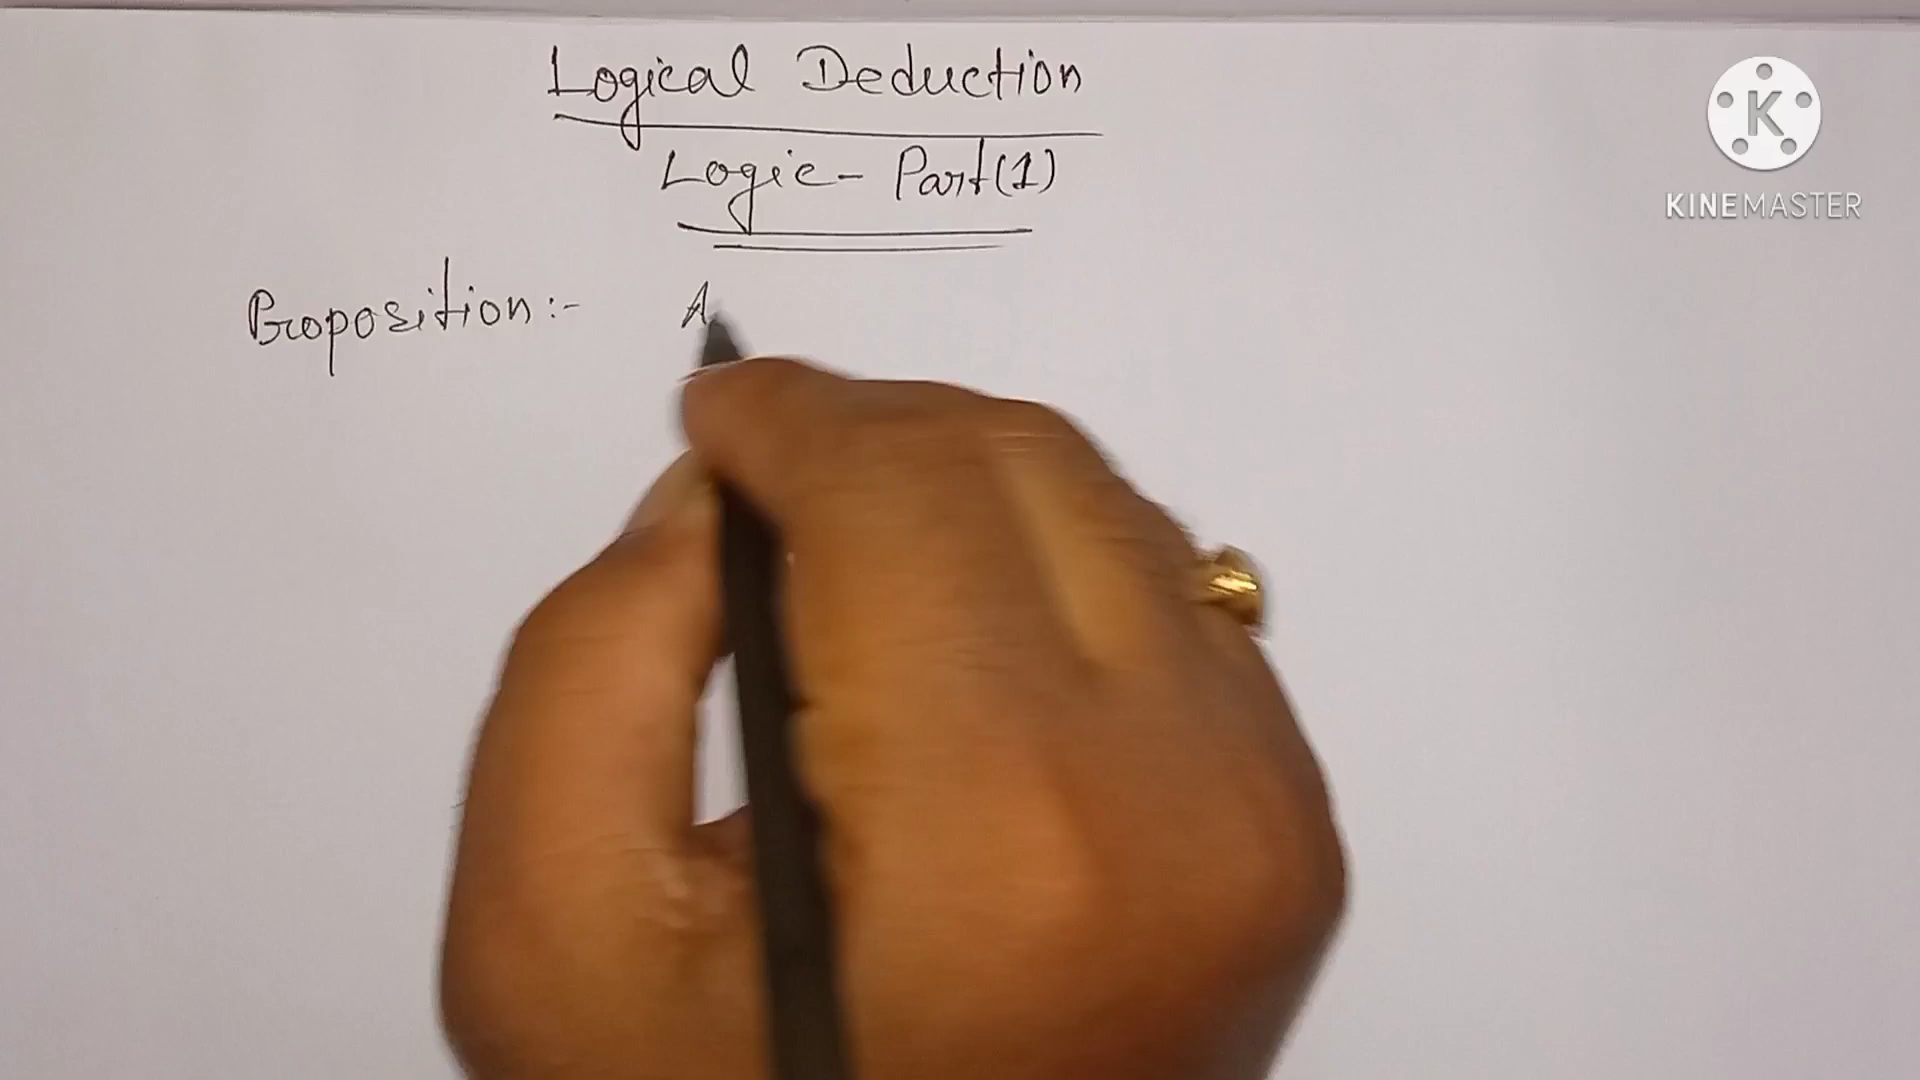 Logical Deduction
Logic - Part (1)
Proposition :- A
K
KINEMASTER